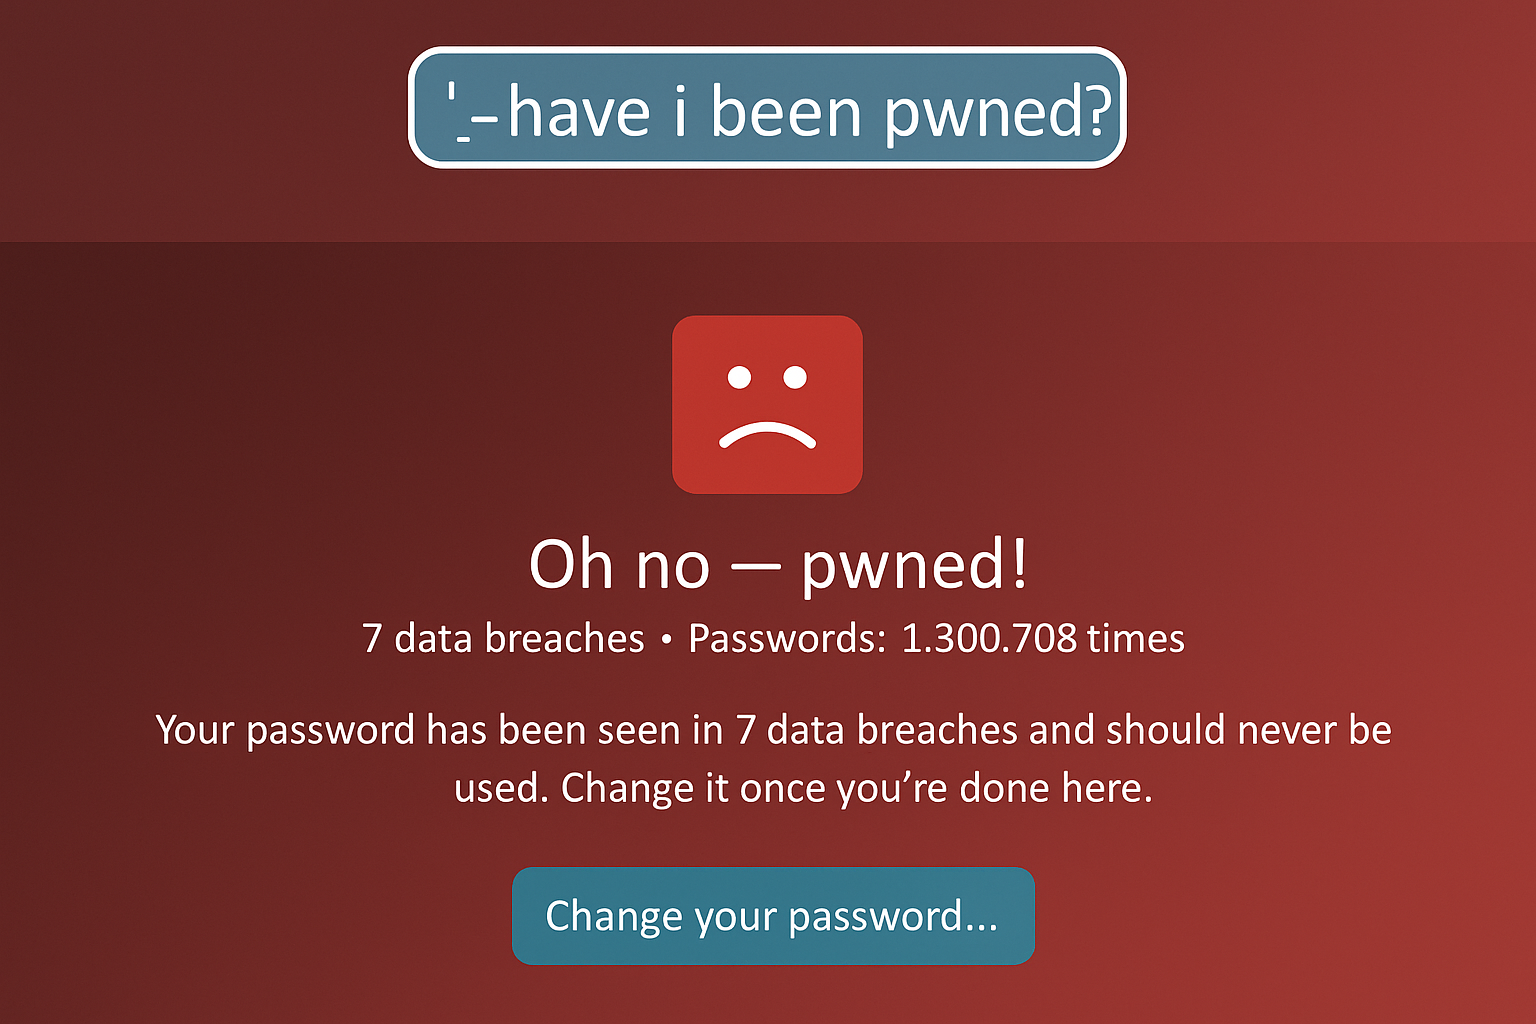 '_-have i been pwned?
Oh no — pwned!
7 data breaches • Passwords: 1.300.708 times
Your password has been seen in 7 data breaches and should never be
used. Change it once you’re done here.
Change your password...